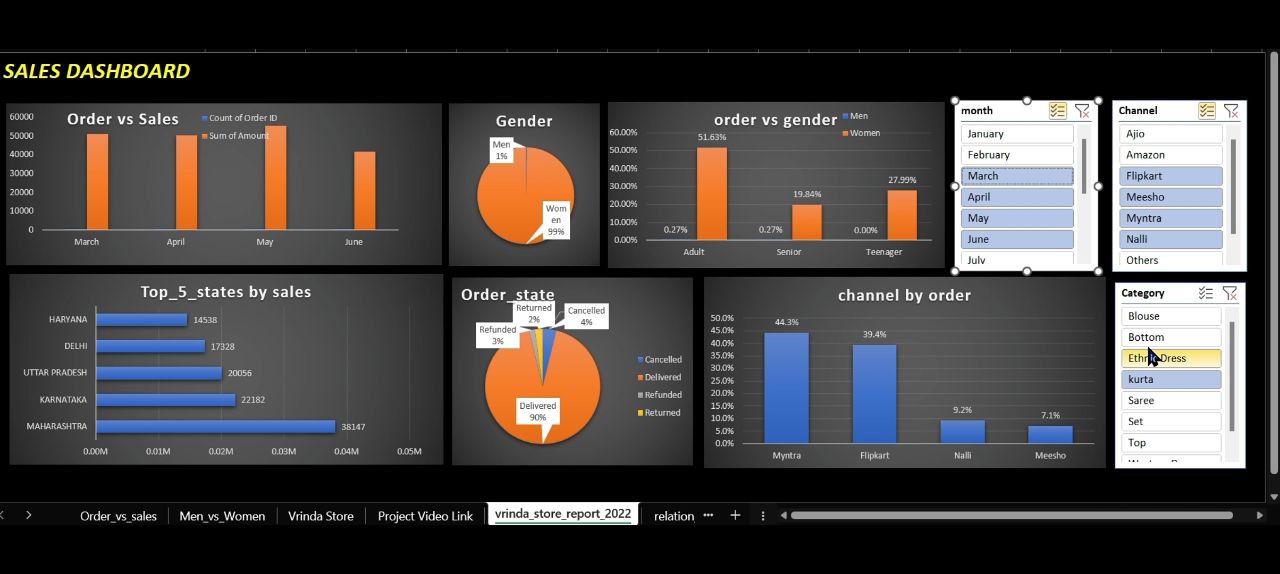 SALES DASHBOARD
Order vs Sales
Count of Order ID
Sum of Amount
60000
50000
40000
30000
20000
10000
0
March April May June
Gender
Men
1%
Wom
en
99%
order vs gender
Men
Women
60.00%
50.00%
40.00%
30.00%
20.00%
10.00%
0.00%
51.63%
19.84%
27.99%
0.27% 0.27% 0.00%
Adult Senior Teenager
month
January
February
March
April
May
June
July
Channel
Ajio
Amazon
Flipkart
Meesho
Myntra
Nalli
Others
Top_5_states by sales
HARYANA 14538
DELHI 17328
UTTAR PRADESH 20056
KARNATAKA 22182
MAHARASHTRA 38147
0.00M 0.01M 0.02M 0.03M 0.04M 0.05M
Order_state
Returned
2%
Cancelled
4%
Refunded
3%
Delivered
90%
Cancelled
Delivered
Refunded
Returned
channel by order
50.0%
45.0%
40.0%
35.0%
30.0%
25.0%
20.0%
15.0%
10.0%
5.0%
0.0%
44.3% 39.4% 9.2% 7.1%
Myntra Flipkart Nalli Meesho
Category
Blouse
Bottom
Ethnic Dress
kurta
Saree
Set
Top
Order_vs_sales Men_vs_Women Vrinda Store Project Video Link vrinda_store_report_2022 relation